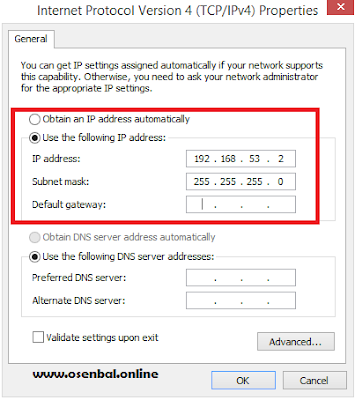 Internet Protocol Version 4 (TCP/IPv4) Properties
General
You can get IP settings assigned automatically if your network supports
this capability. Otherwise, you need to ask your network administrator
for the appropriate IP settings.
Obtain an IP address automatically
Use the following IP address:
IP address: 192 . 168 . 53 . 2
Subnet mask: 255 . 255 . 255 . 0
Default gateway: . . .
Obtain DNS server address automatically
Use the following DNS server addresses:
Preferred DNS server: . . .
Alternate DNS server: . . .
Validate settings upon exit
Advanced...
www.osenbal.online
OK Cancel